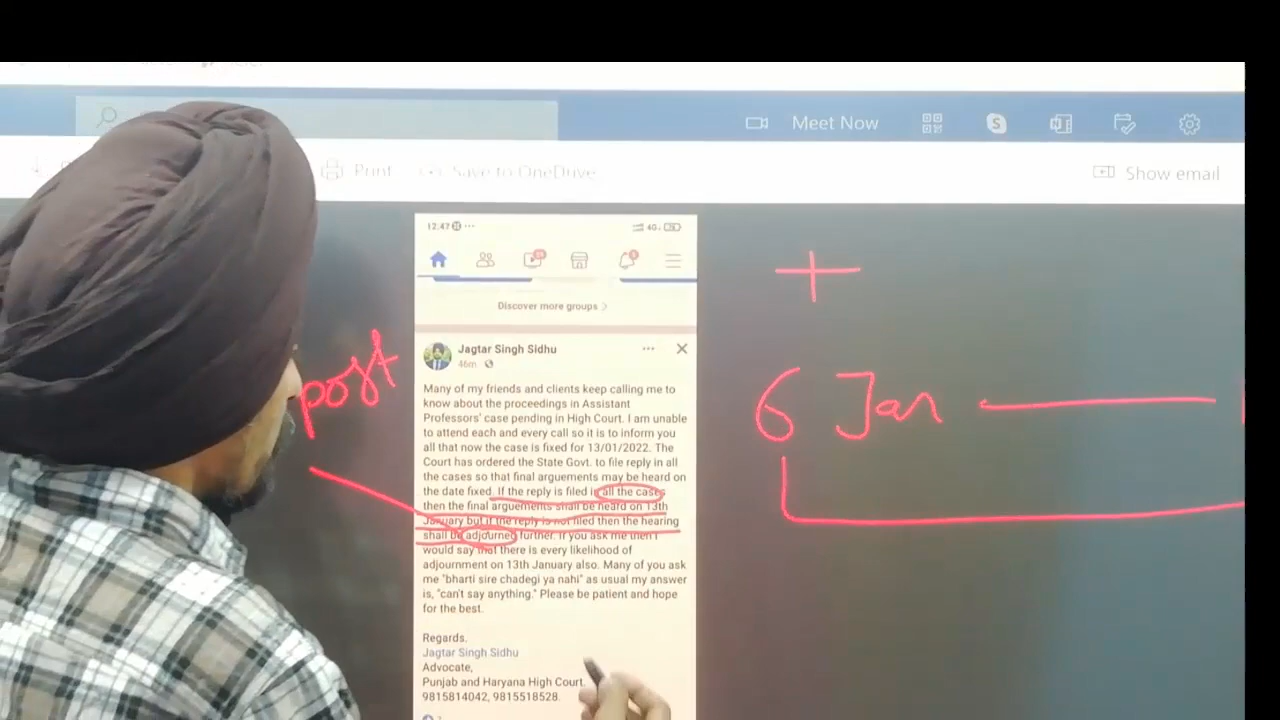 Meet Now
Print
Save to OneDrive
Show email
12:47
4G
Discover more groups
Jagtar Singh Sidhu
46m
Many of my friends and clients keep calling me to
know about the proceedings in Assistant
Professors' case pending in High Court. I am unable
to attend each and every call so it is to inform you
all that now the case is fixed for 13/01/2022. The
Court has ordered the State Govt. to file reply in all
the cases so that final arguements may be heard on
the date fixed. If the reply is filed in all the cases
then the final arguements shall be heard on 13th
January but if the reply is not filed then the hearing
shall be adjourned further. If you ask me then I
would say that there is every likelihood of
adjournment on 13th January also. Many of you ask
me "bharti sire chadegi ya nahi" as usual my answer
is, "can't say anything." Please be patient and hope
for the best.
Regards.
Jagtar Singh Sidhu
Advocate,
Punjab and Haryana High Court.
9815814042, 9815518528.
post
+
6 Jan